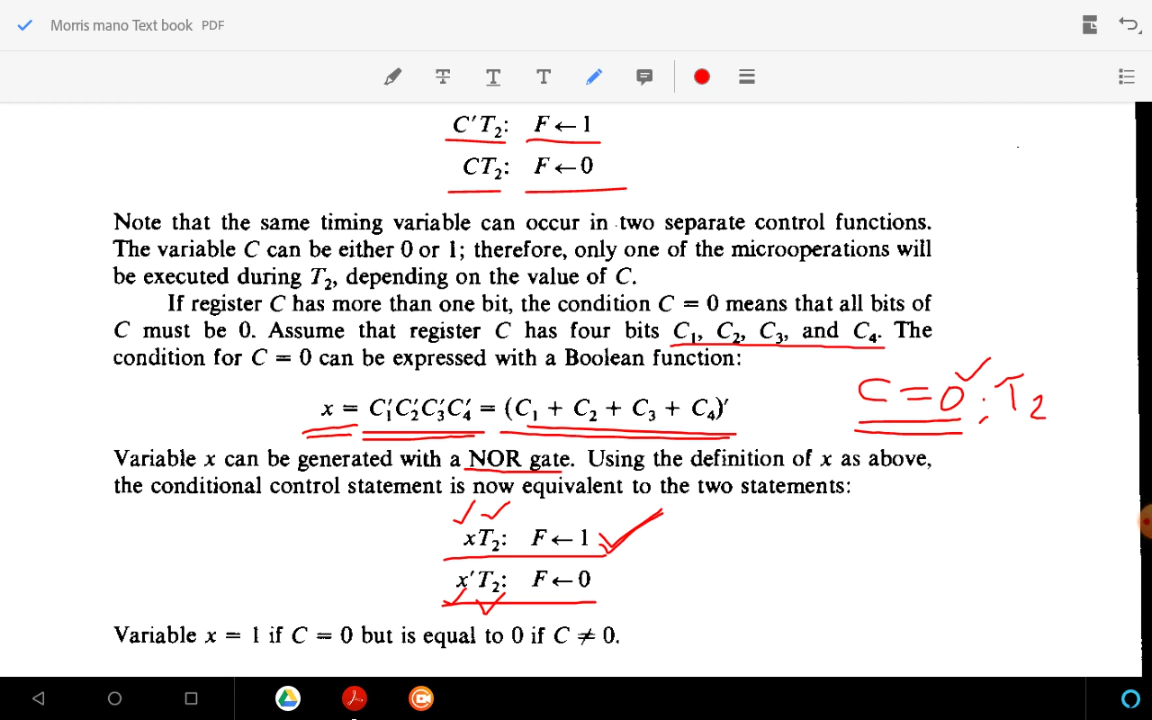 Morris mano Text book PDF
C′T₂: F ← 1
CT₂: F ← 0
Note that the same timing variable can occur in two separate control functions.
The variable C can be either 0 or 1; therefore, only one of the microoperations will
be executed during T₂, depending on the value of C.
If register C has more than one bit, the condition C = 0 means that all bits of
C must be 0. Assume that register C has four bits C₁, C₂, C₃, and C₄. The
condition for C = 0 can be expressed with a Boolean function:
x = C₁′C₂′C₃′C₄′ = (C₁ + C₂ + C₃ + C₄)′
C = 0 : T₂
Variable x can be generated with a NOR gate. Using the definition of x as above,
the conditional control statement is now equivalent to the two statements:
xT₂: F ← 1
x′T₂: F ← 0
Variable x = 1 if C = 0 but is equal to 0 if C ≠ 0.